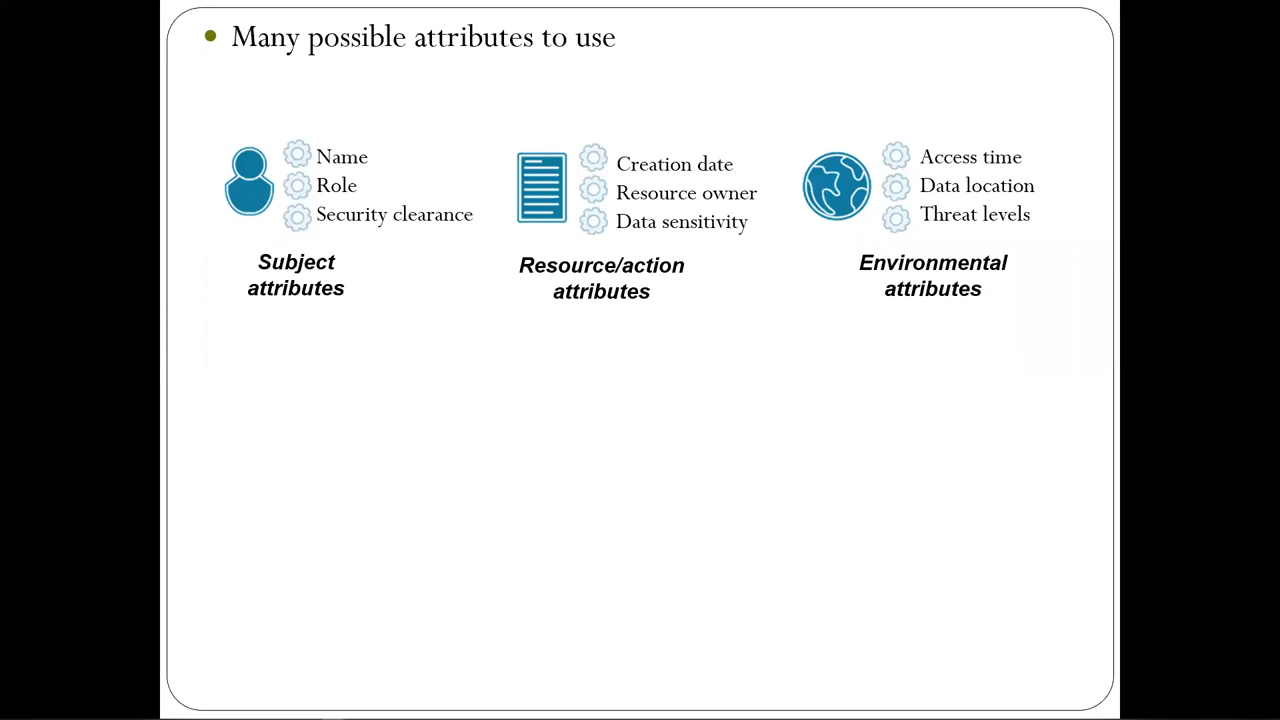 Many possible attributes to use
Name
Role
Security clearance
Subject
attributes
Creation date
Resource owner
Data sensitivity
Resource/action
attributes
Access time
Data location
Threat levels
Environmental
attributes